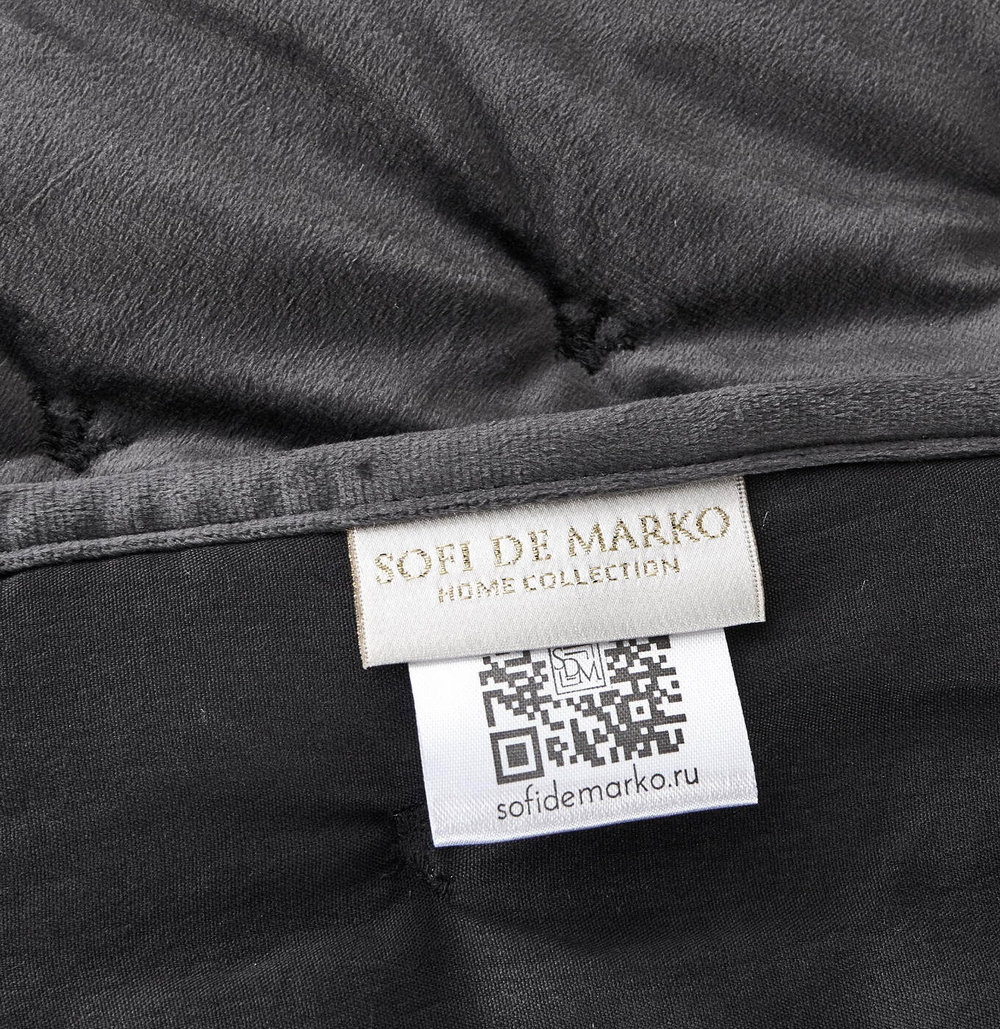 SOFI DE MARKO
HOME COLLECTION
SDM
sofidemarko.ru